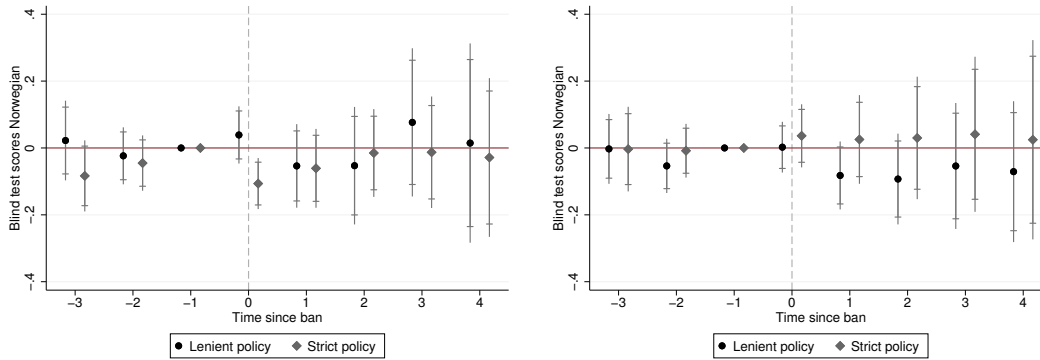 Blind test scores Norwegian
.4
.2
0
-.2
-.4
-3 -2 -1 0 1 2 3 4
Time since ban
Lenient policy Strict policy
Blind test scores Norwegian
.4
.2
0
-.2
-.4
-3 -2 -1 0 1 2 3 4
Time since ban
Lenient policy Strict policy